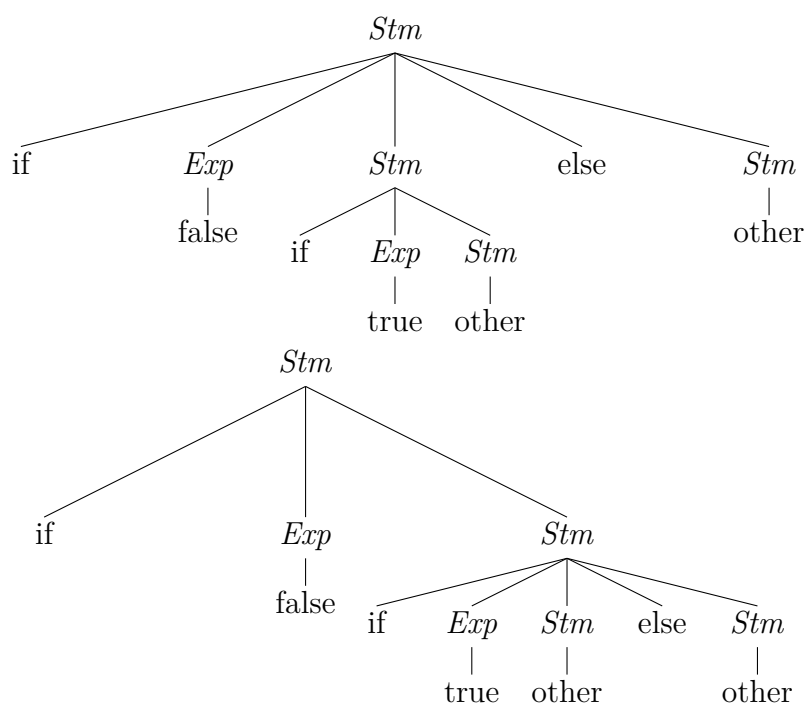 Stm
if Exp Stm else Stm
false other
if Exp Stm
true other
Stm
if Exp Stm
false
if Exp Stm else Stm
true other other